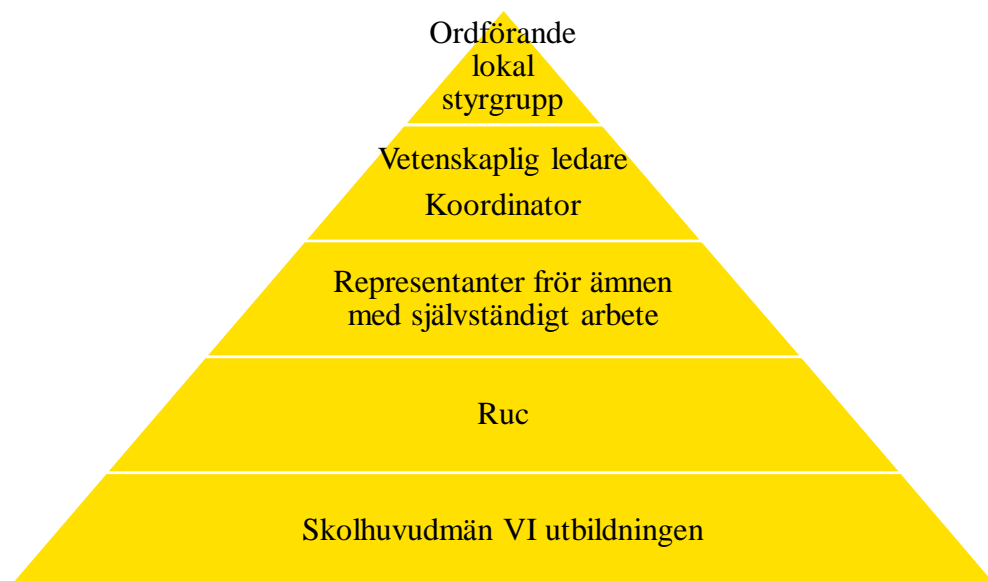 Ordförande
lokal
styrgrupp
Vetenskaplig ledare
Koordinator
Representanter frör ämnen
med självständigt arbete
Ruc
Skolhuvudmän VI utbildningen